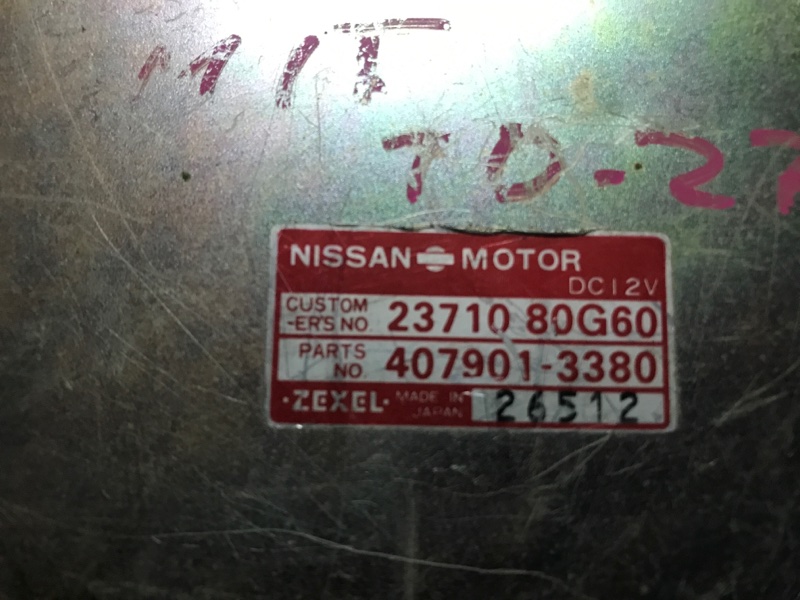 M/T
TD-27
NISSAN MOTOR
DC12V
CUSTOM
-ER'S NO. 23710 80G60
PARTS
NO. 407901-3380
·ZEXEL· MADE IN
JAPAN 26512